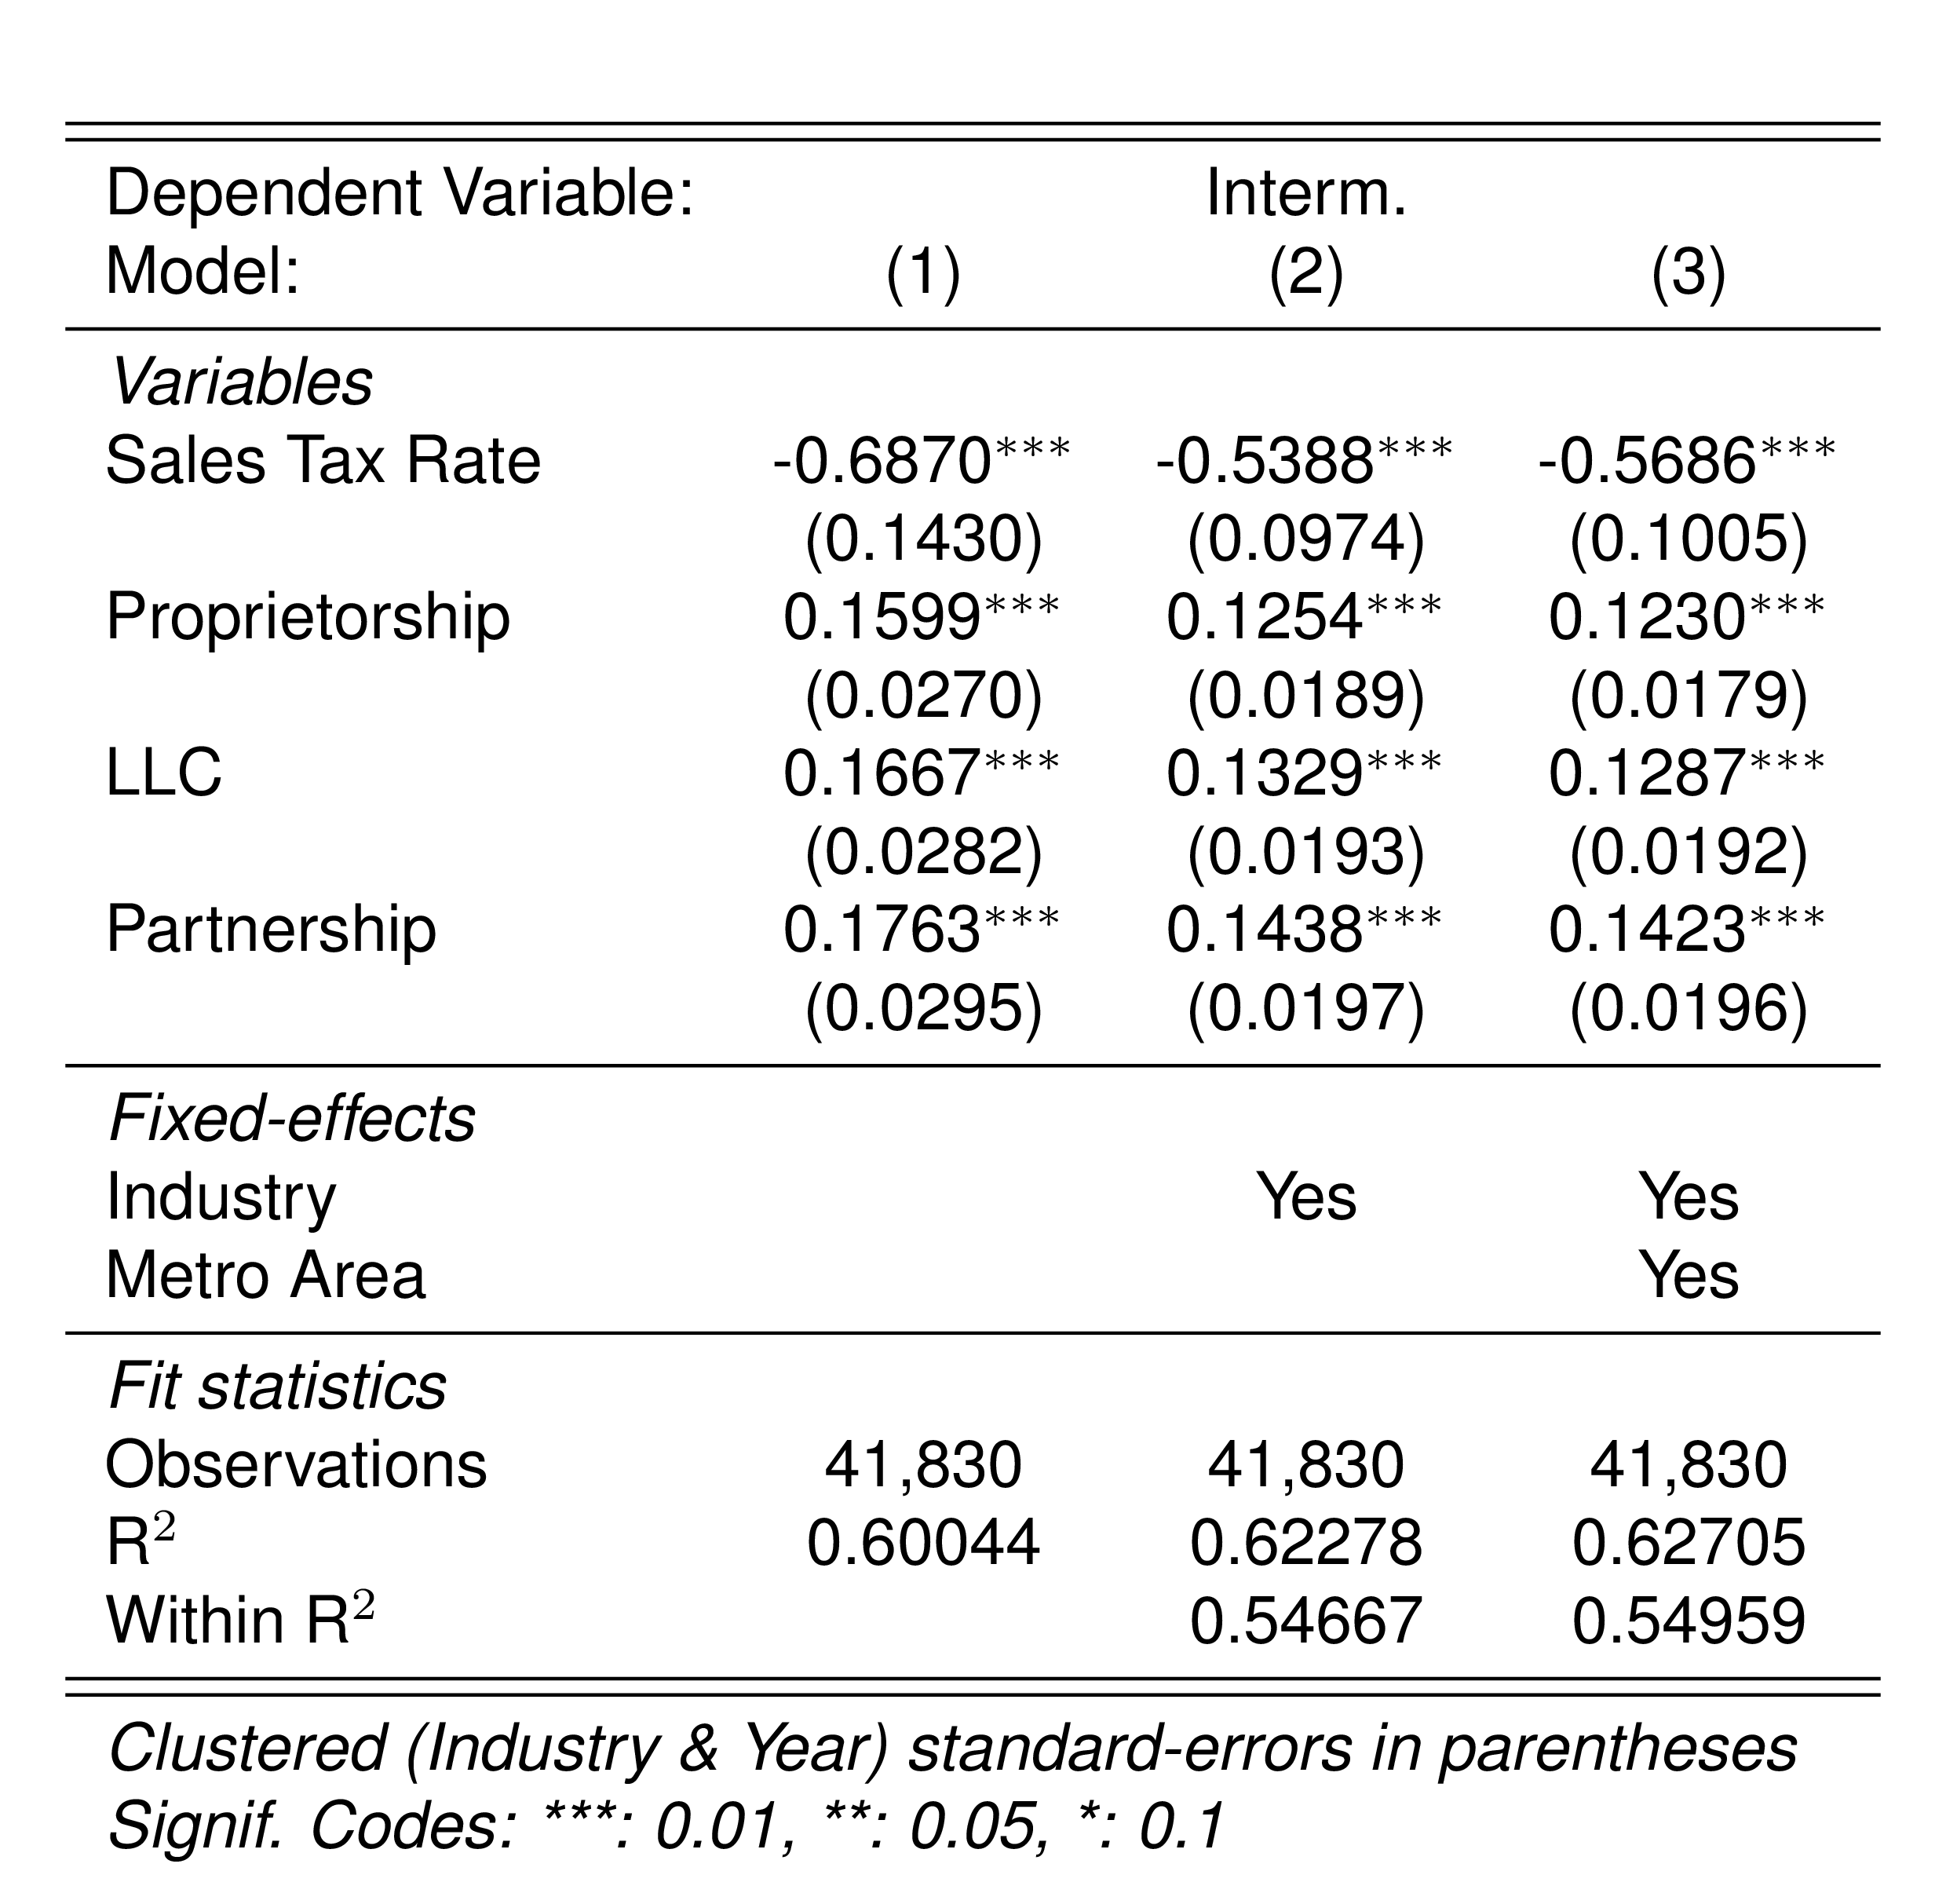 Dependent Variable: Interm.
Model: (1) (2) (3)
Variables
Sales Tax Rate -0.6870*** -0.5388*** -0.5686***
(0.1430) (0.0974) (0.1005)
Proprietorship 0.1599*** 0.1254*** 0.1230***
(0.0270) (0.0189) (0.0179)
LLC 0.1667*** 0.1329*** 0.1287***
(0.0282) (0.0193) (0.0192)
Partnership 0.1763*** 0.1438*** 0.1423***
(0.0295) (0.0197) (0.0196)
Fixed-effects
Industry Yes Yes
Metro Area Yes
Fit statistics
Observations 41,830 41,830 41,830
R² 0.60044 0.62278 0.62705
Within R² 0.54667 0.54959
Clustered (Industry & Year) standard-errors in parentheses
Signif. Codes: ***: 0.01, **: 0.05, *: 0.1